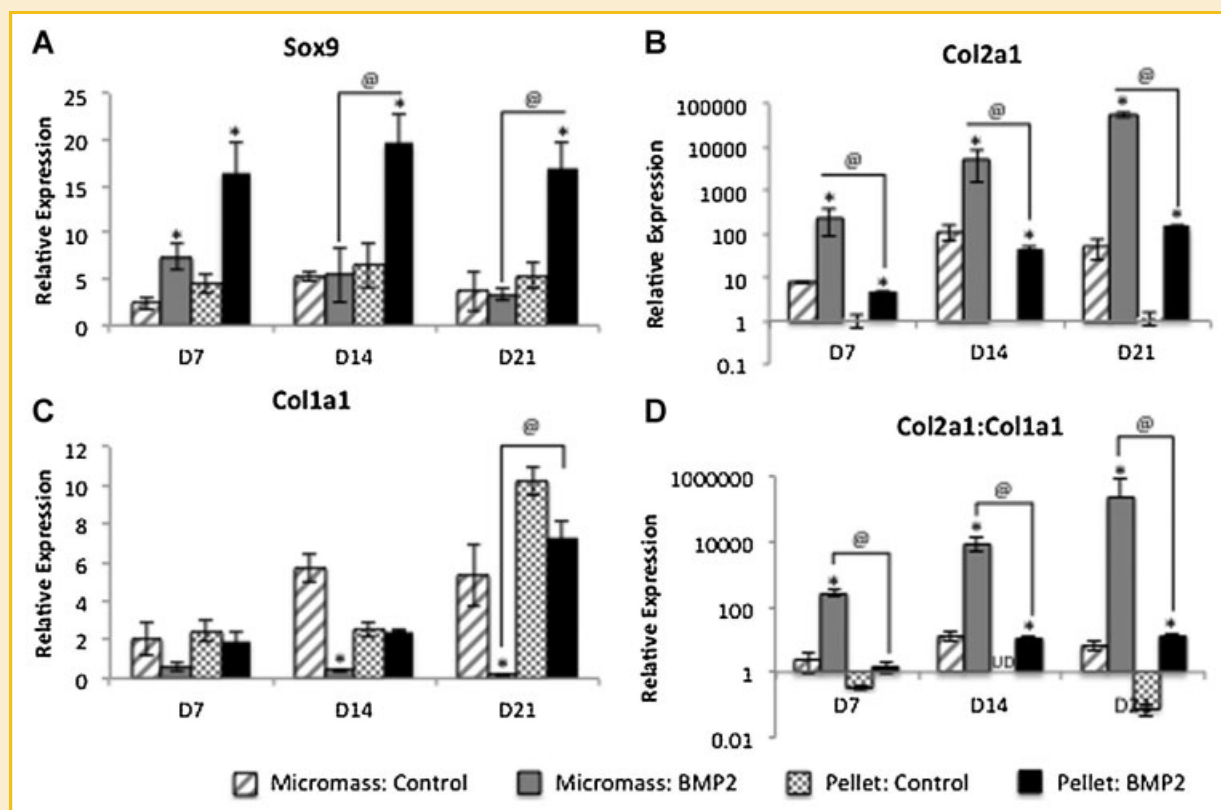 A
Sox9
Relative Expression
25
20
15
10
5
0
*
*
@
*
@
*
D7
D14
D21
B
Col2a1
Relative Expression
100000
10000
1000
100
10
1
0.1
@
*
*
@
*
*
@
*
*
D7
D14
D21
C
Col1a1
Relative Expression
12
10
8
6
4
2
0
*
@
*
D7
D14
D21
D
Col2a1:Col1a1
Relative Expression
1000000
10000
100
1
0.01
@
*
@
*
UD
*
@
*
*
D7
D14
D21
Micromass: Control
Micromass: BMP2
Pellet: Control
Pellet: BMP2